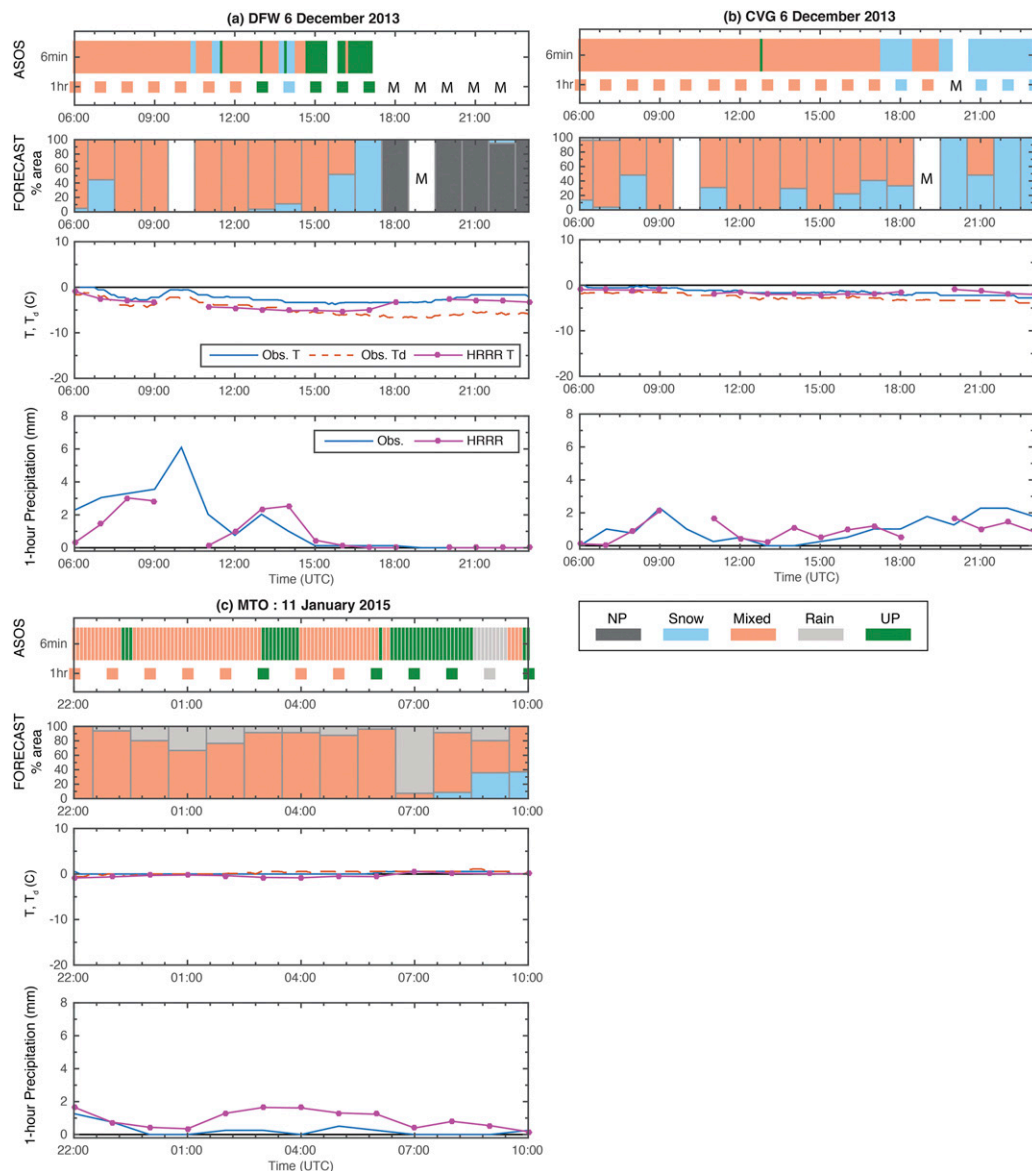 (a) DFW 6 December 2013
ASOS
6min
1hr
M M M M M
06:00 09:00 12:00 15:00 18:00 21:00
FORECAST
% area
100
80
60
40
20
0
M
06:00 09:00 12:00 15:00 18:00 21:00
T, Td (C)
10
0
-10
-20
Obs. T Obs. Td HRRR T
06:00 09:00 12:00 15:00 18:00 21:00
1-hour Precipitation (mm)
8
6
4
2
0
Obs. HRRR
06:00 09:00 12:00 15:00 18:00 21:00
Time (UTC)
(b) CVG 6 December 2013
ASOS
6min
1hr
M
06:00 09:00 12:00 15:00 18:00 21:00
FORECAST
% area
100
80
60
40
20
0
M
06:00 09:00 12:00 15:00 18:00 21:00
T, Td (C)
10
0
-10
-20
06:00 09:00 12:00 15:00 18:00 21:00
1-hour Precipitation (mm)
8
6
4
2
0
06:00 09:00 12:00 15:00 18:00 21:00
Time (UTC)
(c) MTO : 11 January 2015
ASOS
6min
1hr
22:00 01:00 04:00 07:00 10:00
FORECAST
% area
100
80
60
40
20
0
22:00 01:00 04:00 07:00 10:00
T, Td (C)
10
0
-10
-20
22:00 01:00 04:00 07:00 10:00
1-hour Precipitation (mm)
8
6
4
2
0
22:00 01:00 04:00 07:00 10:00
Time (UTC)
NP Snow Mixed Rain UP